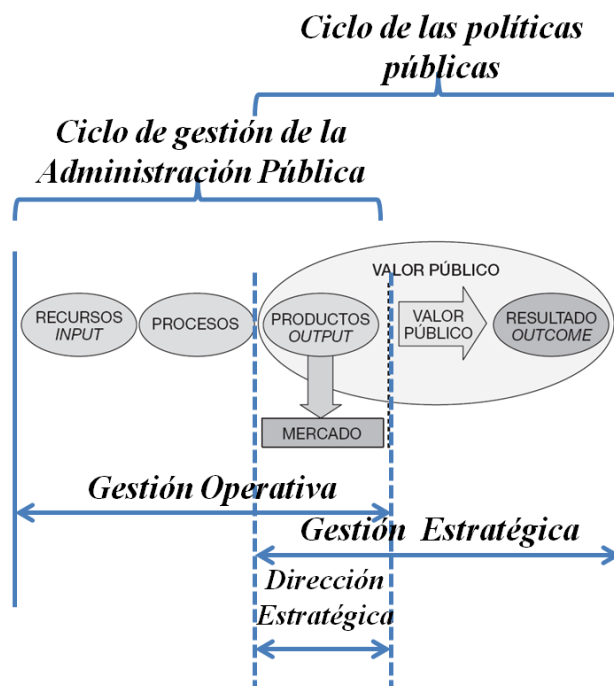 Ciclo de las políticas
públicas
Ciclo de gestión de la
Administración Pública
VALOR PÚBLICO
RECURSOS
INPUT
PROCESOS
PRODUCTOS
OUTPUT
VALOR
PÚBLICO
RESULTADO
OUTCOME
MERCADO
Gestión Operativa
Gestión Estratégica
Dirección
Estratégica